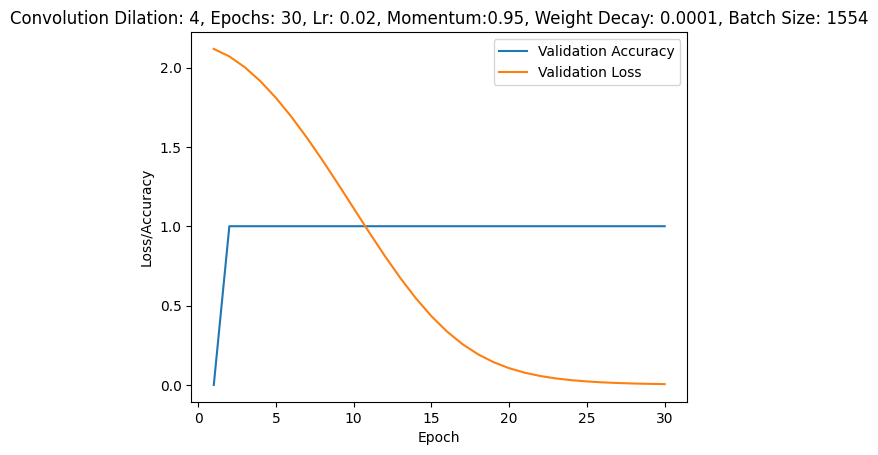 Convolution Dilation: 4, Epochs: 30, Lr: 0.02, Momentum:0.95, Weight Decay: 0.0001, Batch Size: 1554
Validation Accuracy
Validation Loss
2.0
1.5
1.0
0.5
0.0
Loss/Accuracy
0 5 10 15 20 25 30
Epoch